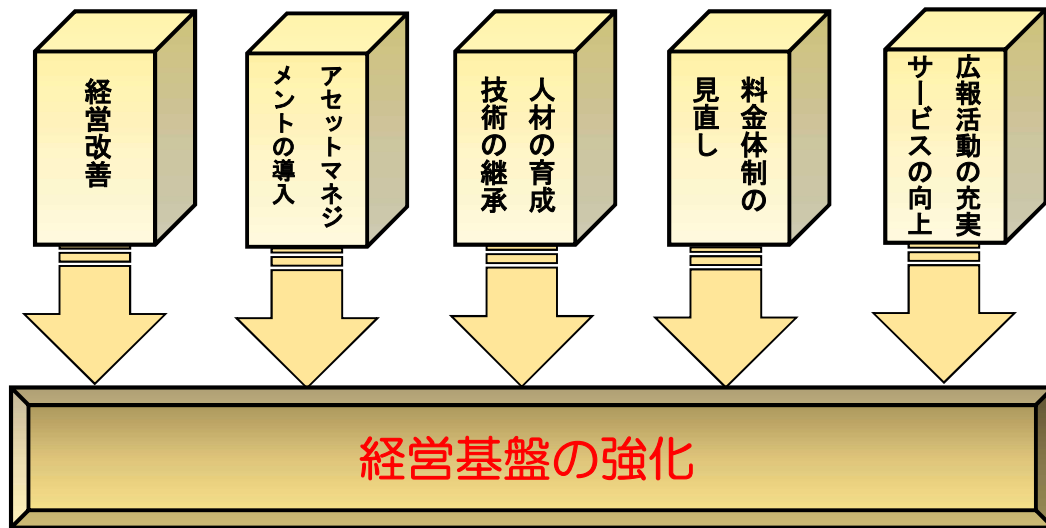 経営改善
アセットマネジ
メントの導入
人材の育成
技術の継承
料金体制の
見直し
広報活動の充実
サービスの向上
経営基盤の強化